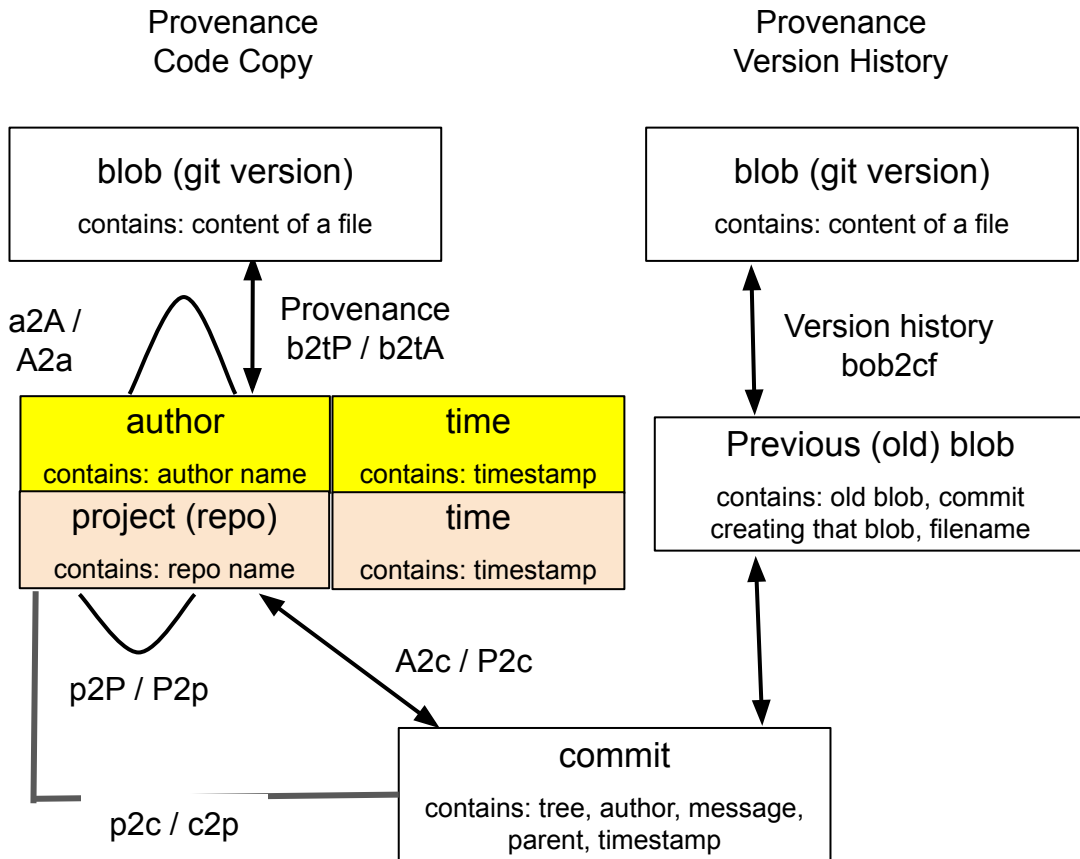 Provenance
Code Copy
Provenance
Version History
blob (git version)
contains: content of a file
blob (git version)
contains: content of a file
a2A /
A2a
Provenance
b2tP / b2tA
Version history
bob2cf
author
contains: author name
time
contains: timestamp
project (repo)
contains: repo name
time
contains: timestamp
Previous (old) blob
contains: old blob, commit
creating that blob, filename
p2P / P2p
A2c / P2c
p2c / c2p
commit
contains: tree, author, message,
parent, timestamp